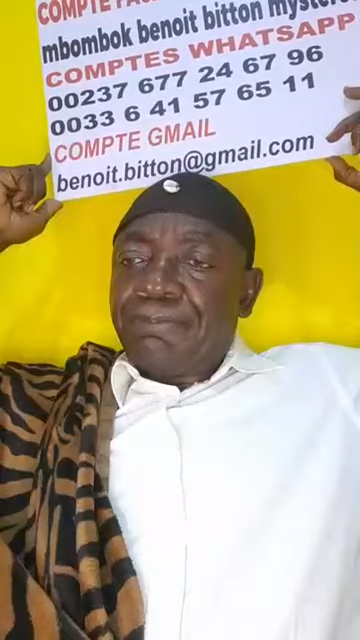 COMPTE
mbombok benoit bitton
COMPTES WHATSAPP
00237 677 24 67 96
0033 6 41 57 65 11
COMPTE GMAIL
benoit.bitton@gmail.com